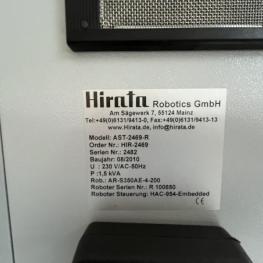 Hirata Robotics GmbH
Am Sägewerk 7, 55124 Mainz
Tel:+49(0)6131/9413-0, Fax:+49(0)6131/9413-13
www.Hirata.de, info@hirata.de
Modell: AST-2469-R
Order Nr.: HIR-2469
Serien Nr.: 2482
Baujahr: 08/2010
U : 230 V/AC-50Hz
P :1,5 kVA
Rob.: AR-S350AE-4-200
Roboter Serien Nr.: R 100850
Roboter Steuerung: HAC-954-Embedded
CE